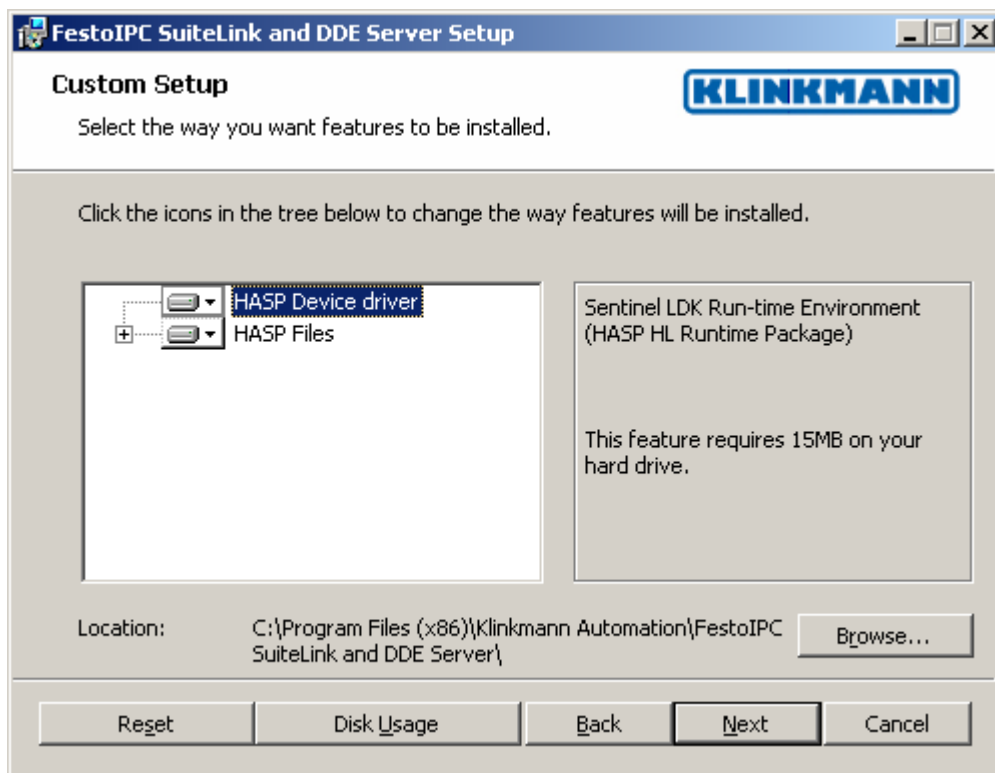 FestoIPC SuiteLink and DDE Server Setup
Custom Setup
KLINKMANN
Select the way you want features to be installed.
Click the icons in the tree below to change the way features will be installed.
HASP Device driver
HASP Files
Sentinel LDK Run-time Environment
(HASP HL Runtime Package)
This feature requires 15MB on your
hard drive.
Location:
C:\Program Files (x86)\Klinkmann Automation\FestoIPC
SuiteLink and DDE Server\
Browse...
Reset
Disk Usage
Back
Next
Cancel